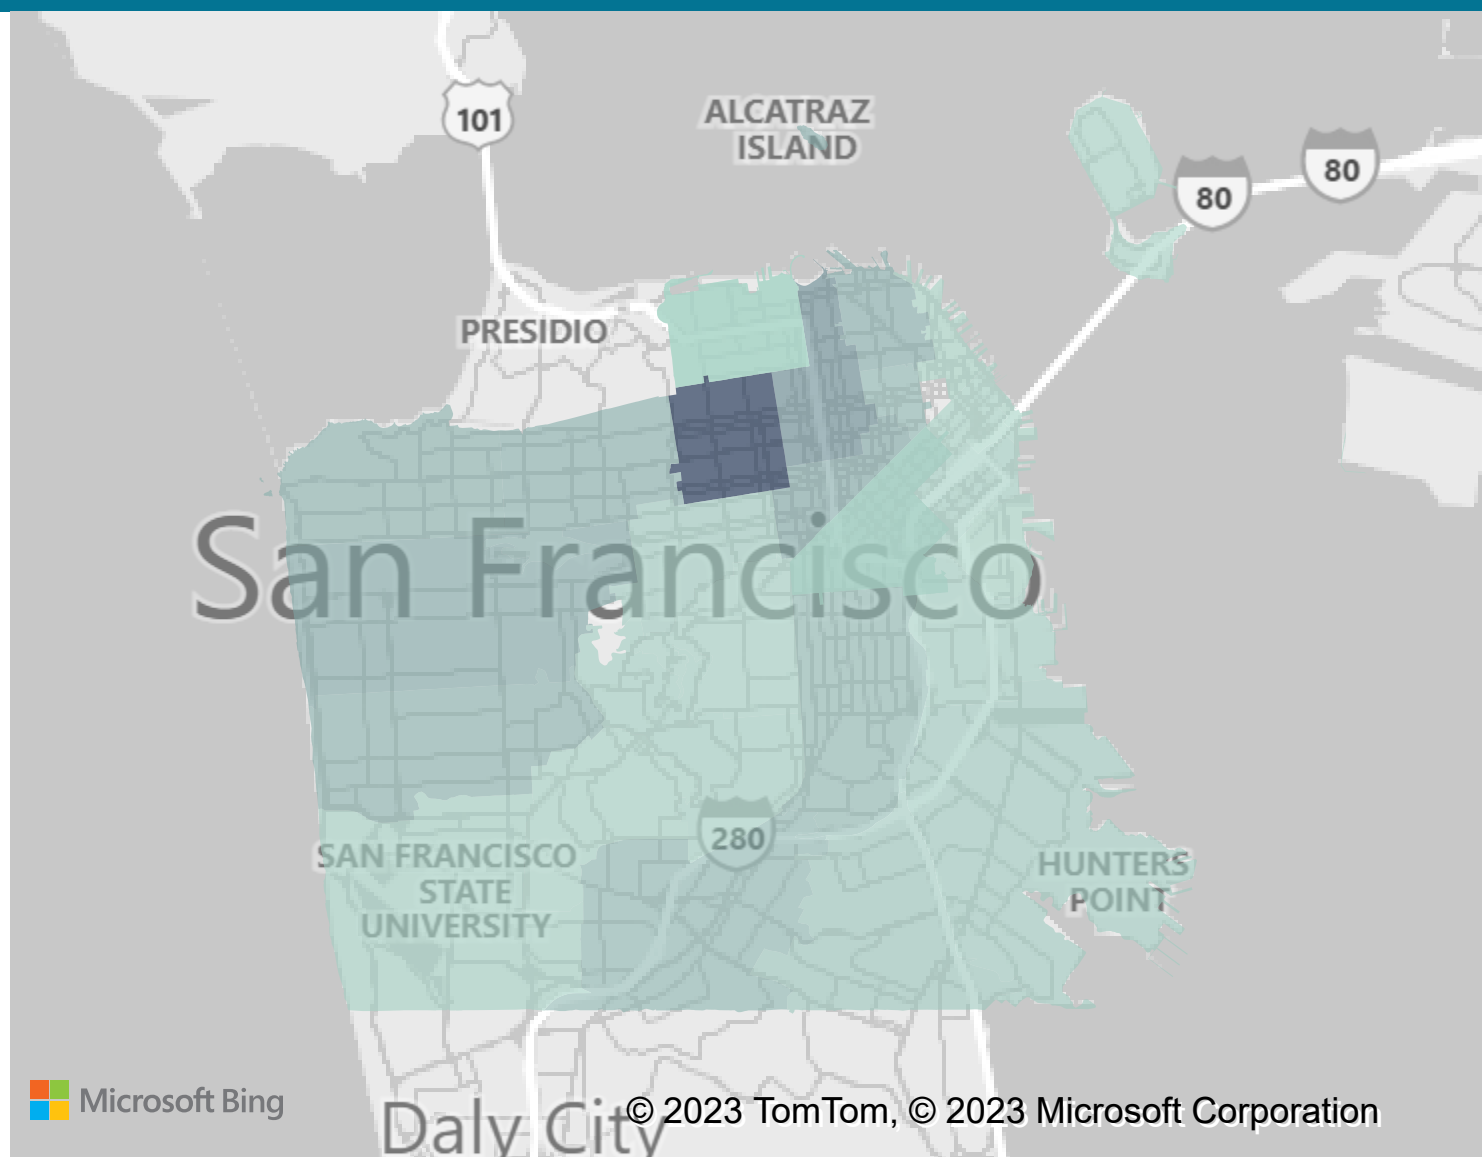 101
ALCATRAZ
ISLAND
80
80
PRESIDIO
San Francisco
280
SAN FRANCISCO
STATE
UNIVERSITY
HUNTERS
POINT
Microsoft Bing
Daly City
© 2023 TomTom, © 2023 Microsoft Corporation